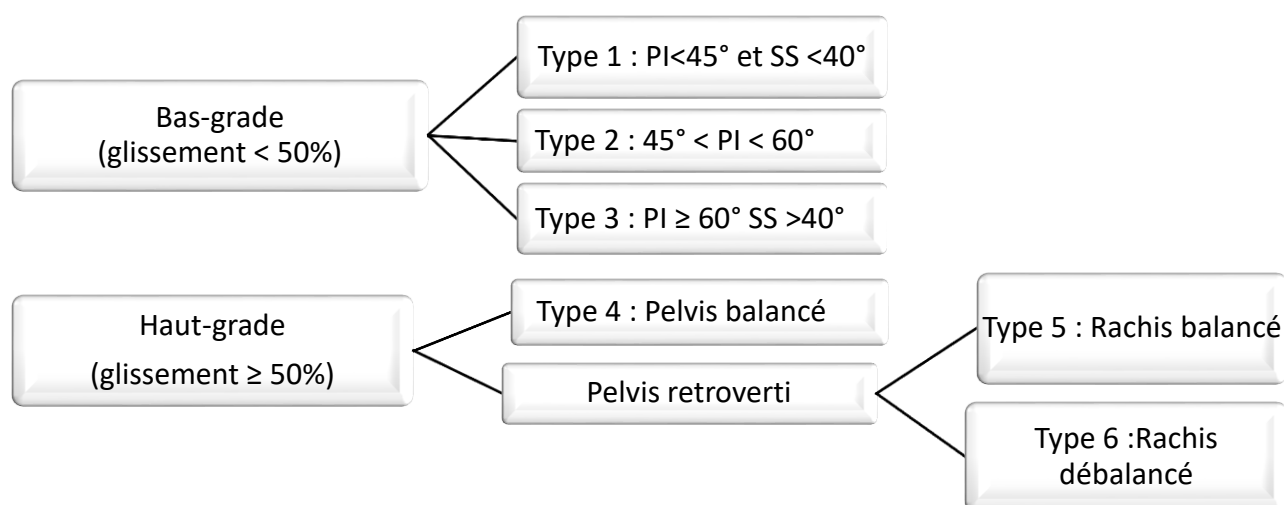 Bas-grade
(glissement < 50%)
Type 1 : PI<45° et SS <40°
Type 2 : 45° < PI < 60°
Type 3 : PI ≥ 60° SS >40°
Haut-grade
(glissement ≥ 50%)
Type 4 : Pelvis balancé
Pelvis retroverti
Type 5 : Rachis balancé
Type 6 :Rachis
débalancé